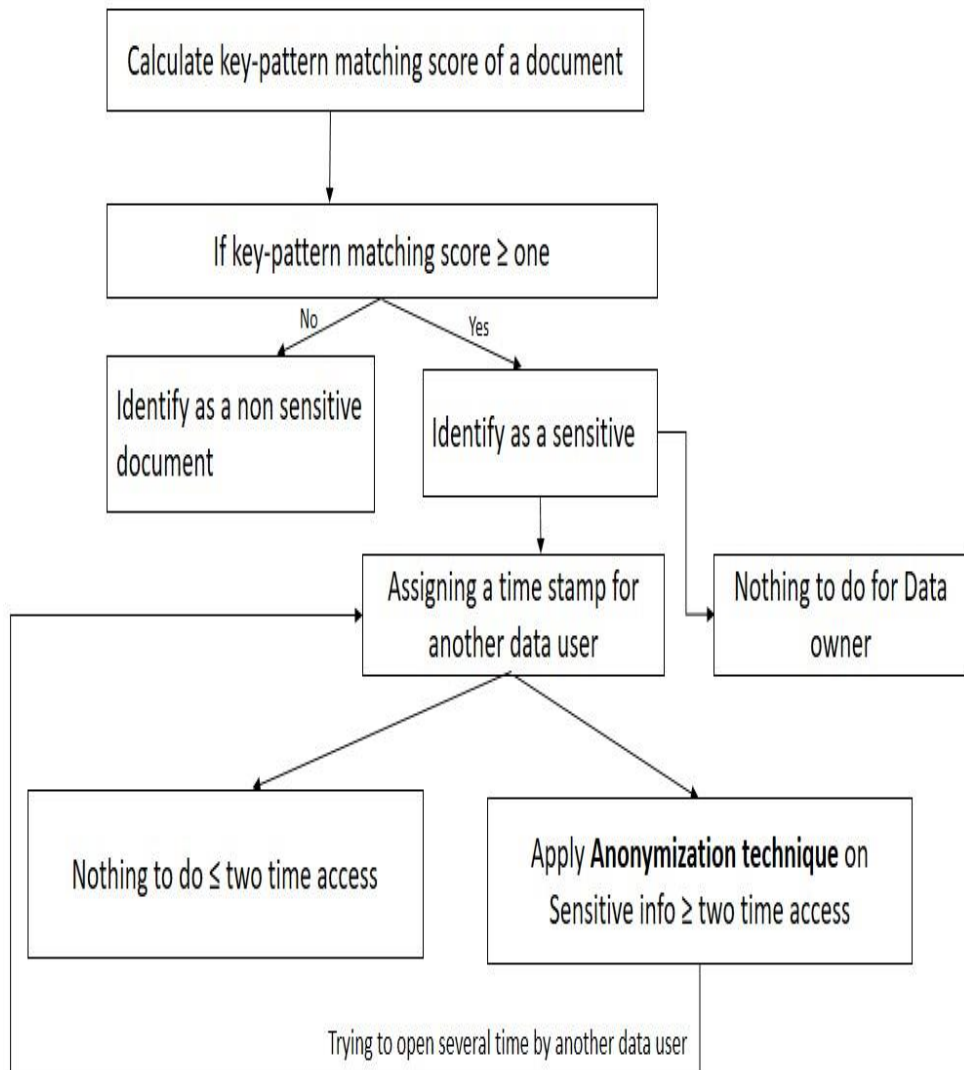 Calculate key-pattern matching score of a document
If key-pattern matching score ≥ one
No
Yes
Identify as a non sensitive
document
Identify as a sensitive
Assigning a time stamp for
another data user
Nothing to do for Data
owner
Nothing to do ≤ two time access
Apply Anonymization technique on
Sensitive info ≥ two time access
Trying to open several time by another data user